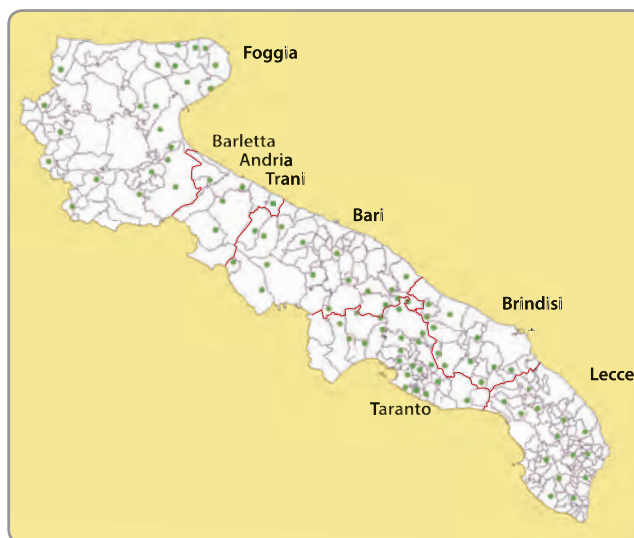 Foggia
Barletta
Andria
Trani
Bari
Brindisi
Lecce
Taranto